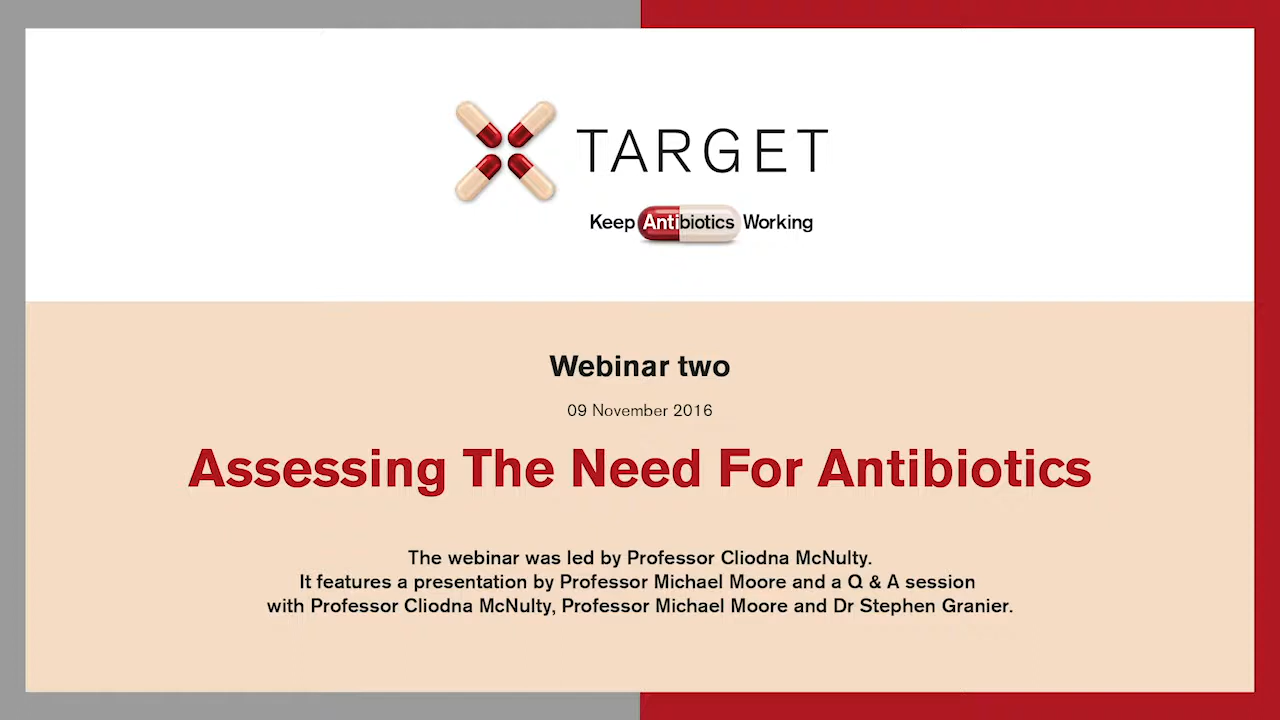 TARGET
Keep Antibiotics Working
Webinar two
09 November 2016
Assessing The Need For Antibiotics
The webinar was led by Professor Cliodna McNulty.
It features a presentation by Professor Michael Moore and a Q & A session
with Professor Cliodna McNulty, Professor Michael Moore and Dr Stephen Granier.